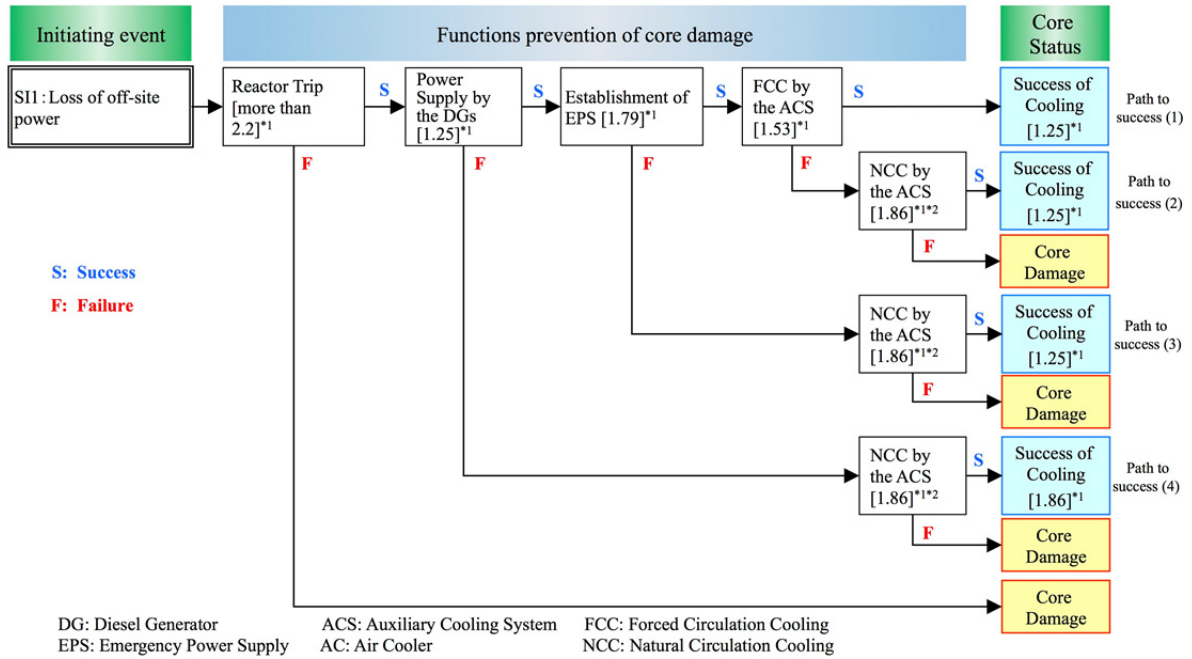 Initiating event
Functions prevention of core damage
Core
Status
SI1 : Loss of off-site
power
Reactor Trip
[more than
2.2]*1
S
Power
Supply by
the DGs
[1.25]*1
S
Establishment of
EPS [1.79]*1
S
FCC by
the ACS
[1.53]*1
S
Success of
Cooling
[1.25]*1
Path to
success (1)
F
F
F
F
NCC by
the ACS
[1.86]*1*2
S
Success of
Cooling
[1.25]*1
Path to
success (2)
F
Core
Damage
S: Success
F: Failure
NCC by
the ACS
[1.86]*1*2
S
Success of
Cooling
[1.25]*1
Path to
success (3)
F
Core
Damage
NCC by
the ACS
[1.86]*1*2
S
Success of
Cooling
[1.86]*1
Path to
success (4)
F
Core
Damage
Core
Damage
DG: Diesel Generator
ACS: Auxiliary Cooling System
FCC: Forced Circulation Cooling
EPS: Emergency Power Supply
AC: Air Cooler
NCC: Natural Circulation Cooling